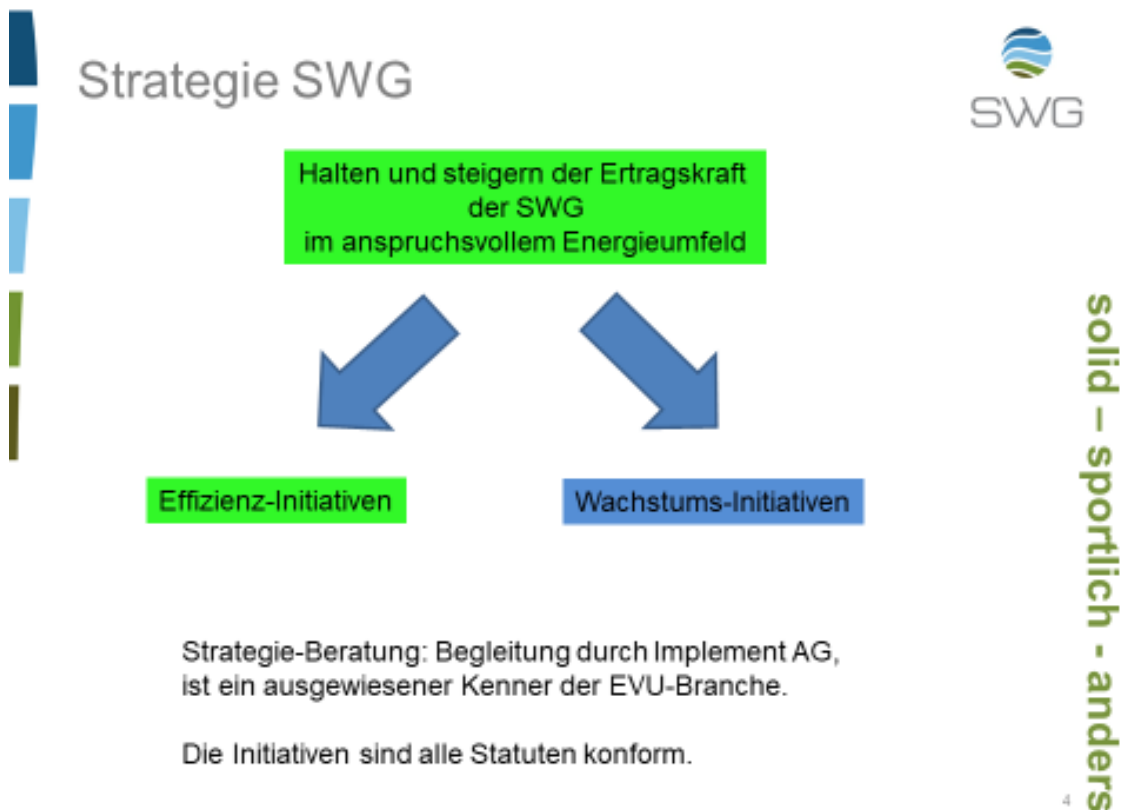 Strategie SWG
SWG
Halten und steigern der Ertragskraft
der SWG
im anspruchsvollem Energieumfeld
Effizienz-Initiativen
Wachstums-Initiativen
Strategie-Beratung: Begleitung durch Implement AG,
ist ein ausgewiesener Kenner der EVU-Branche.
Die Initiativen sind alle Statuten konform.
solid – sportlich - anders
4